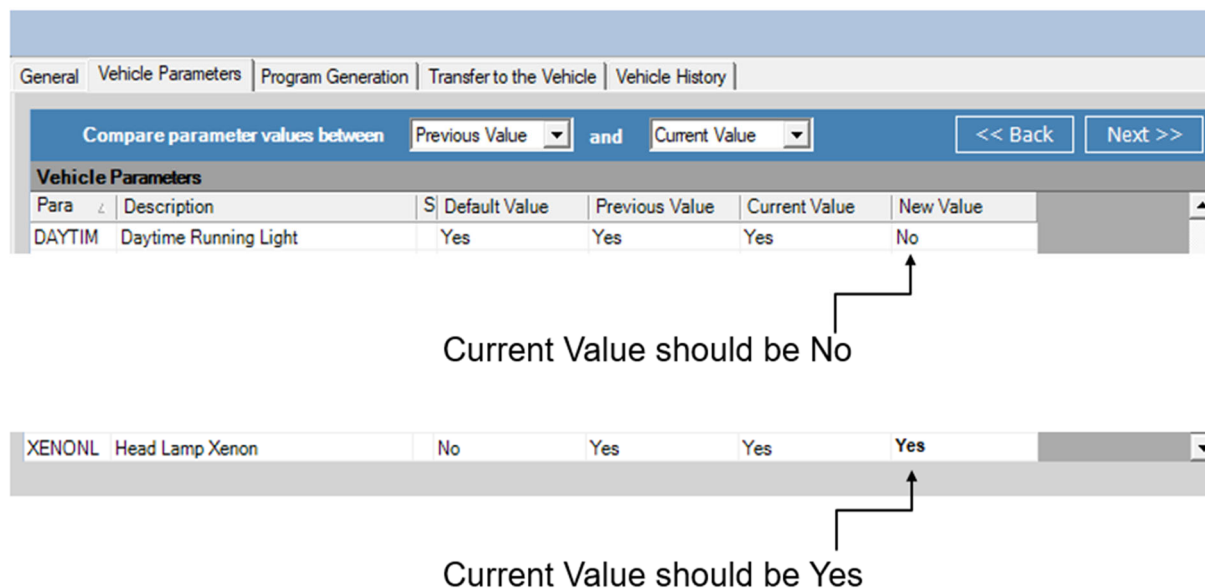 General Vehicle Parameters Program Generation Transfer to the Vehicle Vehicle History
Compare parameter values between Previous Value and Current Value << Back Next >>
Vehicle Parameters
Para Description S Default Value Previous Value Current Value New Value
DAYTIM Daytime Running Light Yes Yes Yes No
Current Value should be No
XENONL Head Lamp Xenon No Yes Yes Yes
Current Value should be Yes